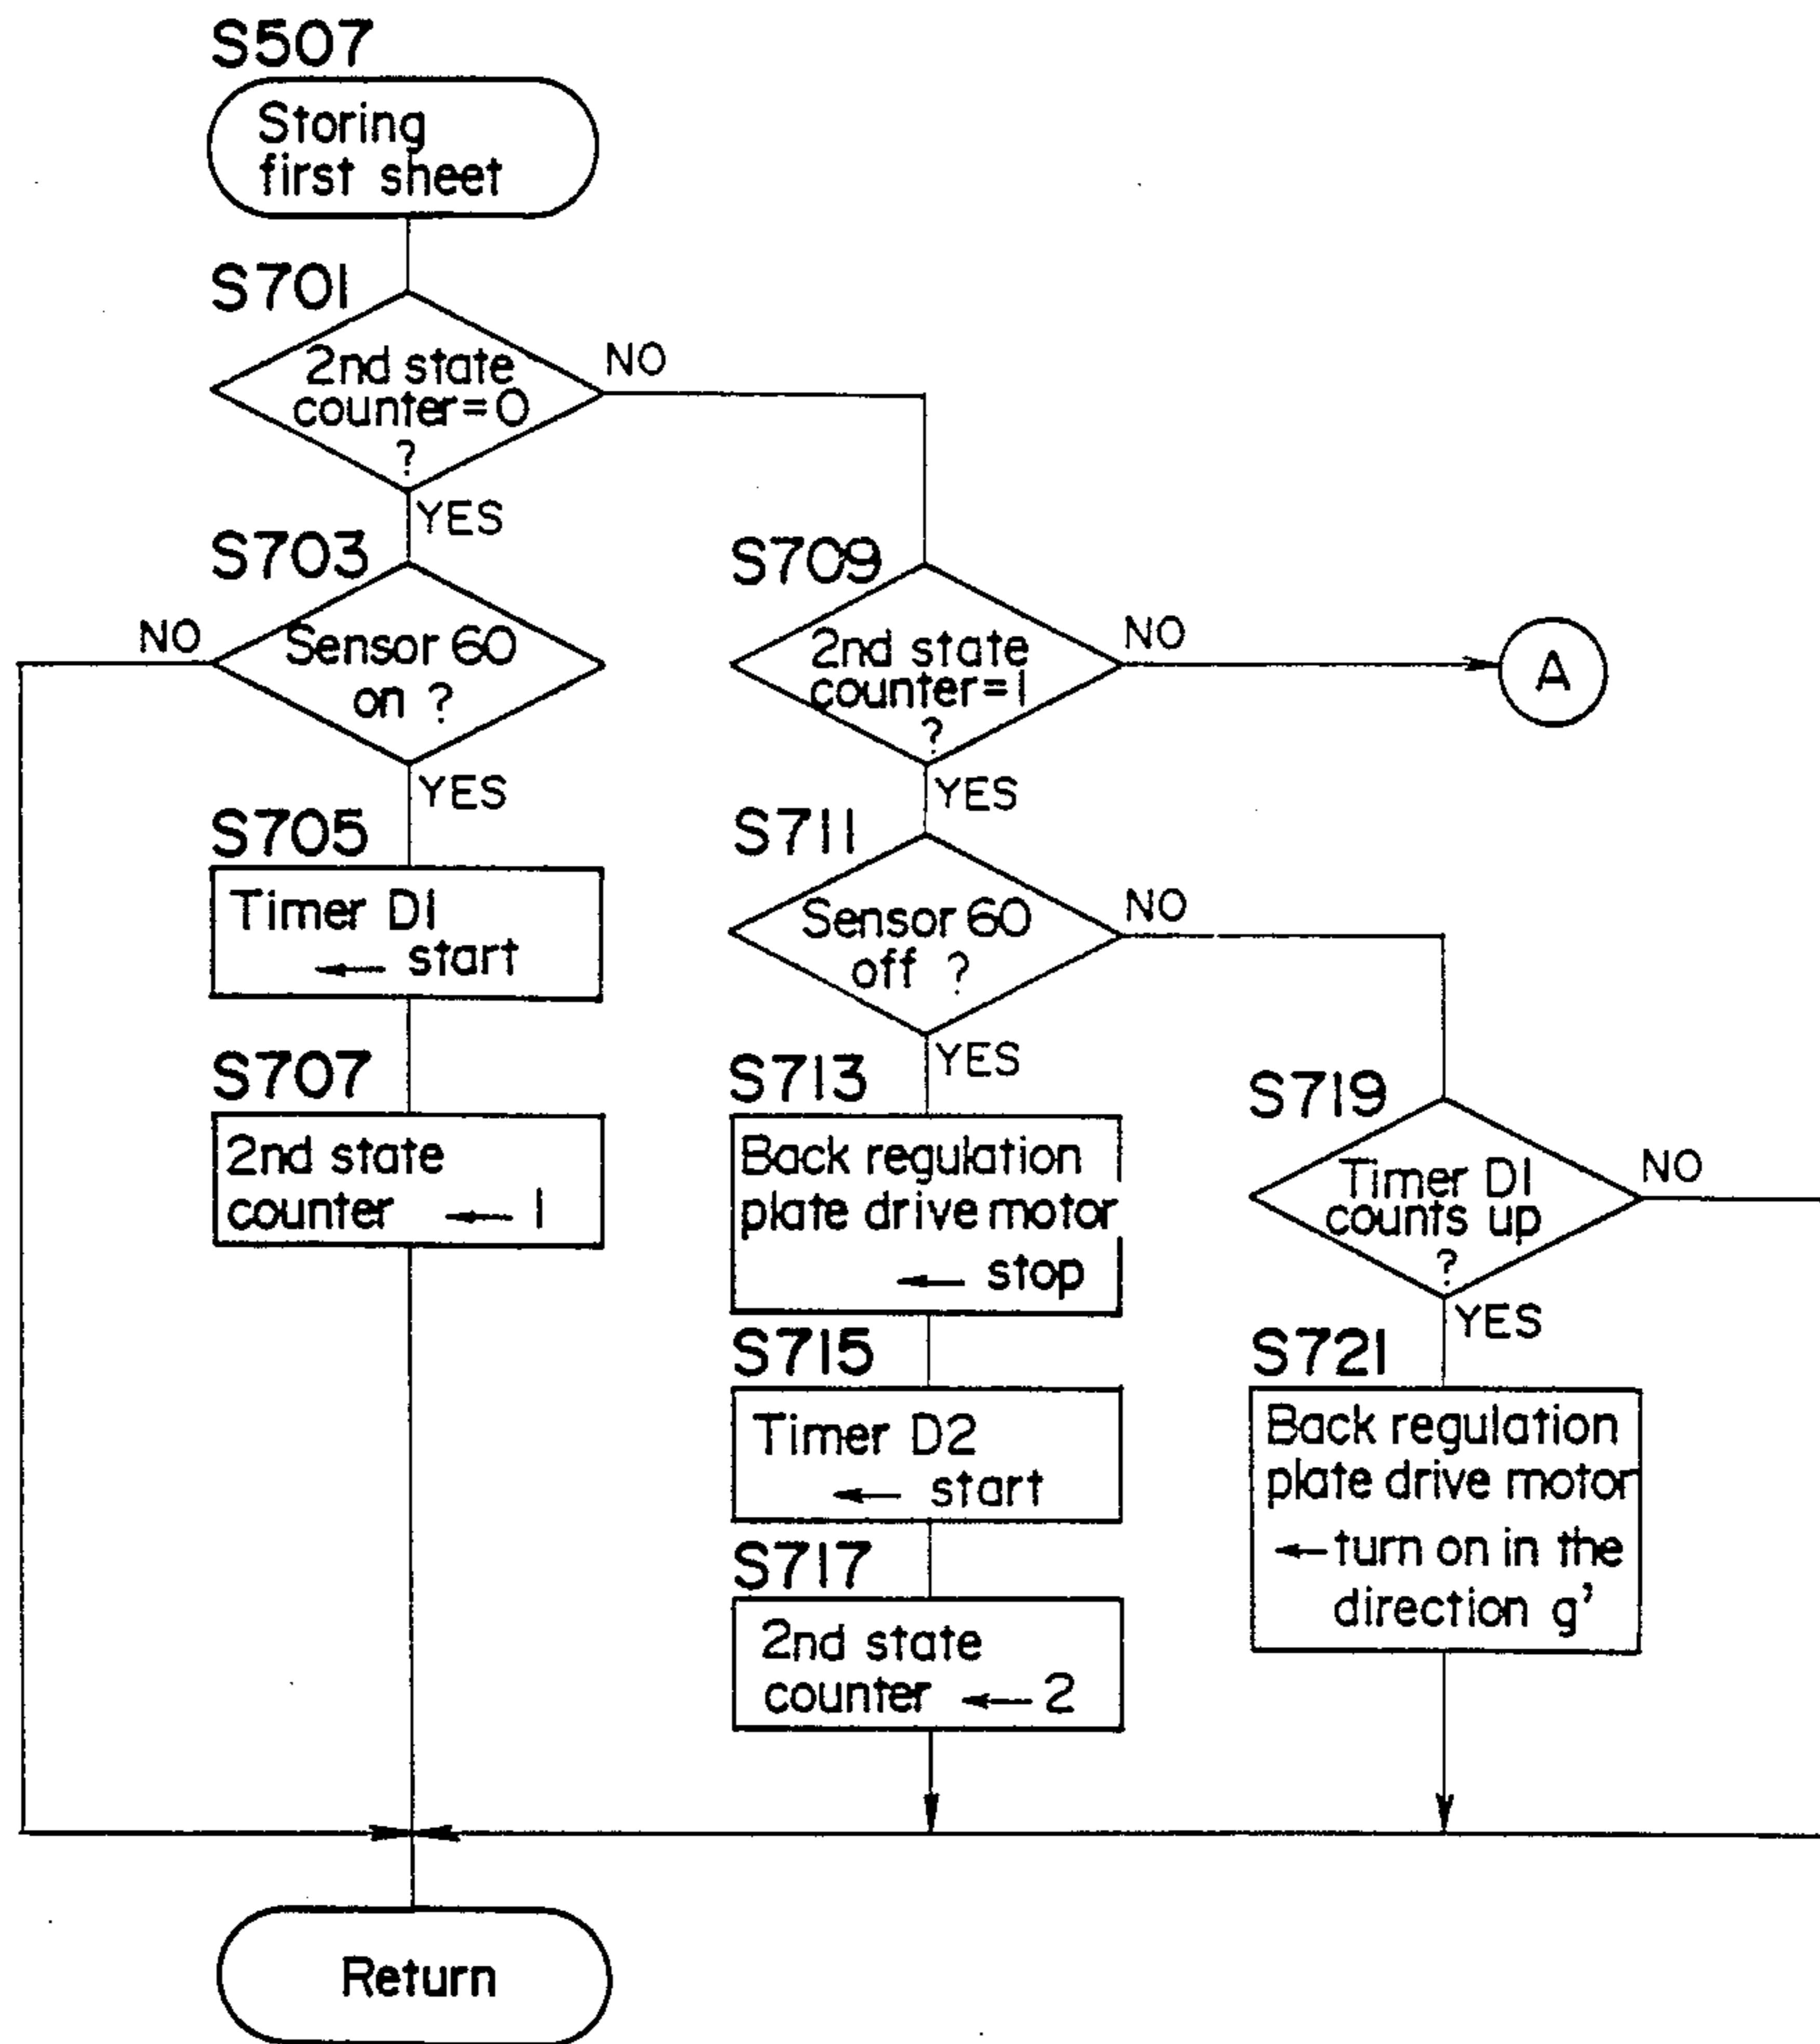 S507
Storing
first sheet
S701
2nd state
counter=0
?
NO
YES
S703
NO
Sensor 60
on ?
YES
S705
Timer D1
← start
S707
2nd state
counter ← 1
S709
2nd state
counter=1
?
NO
A
YES
S711
Sensor 60
off ?
NO
YES
S713
Back regulation
plate drive motor
← stop
S715
Timer D2
← start
S717
2nd state
counter ← 2
S719
Timer D1
counts up
?
NO
YES
S721
Back regulation
plate drive motor
← turn on in the
direction g'
Return